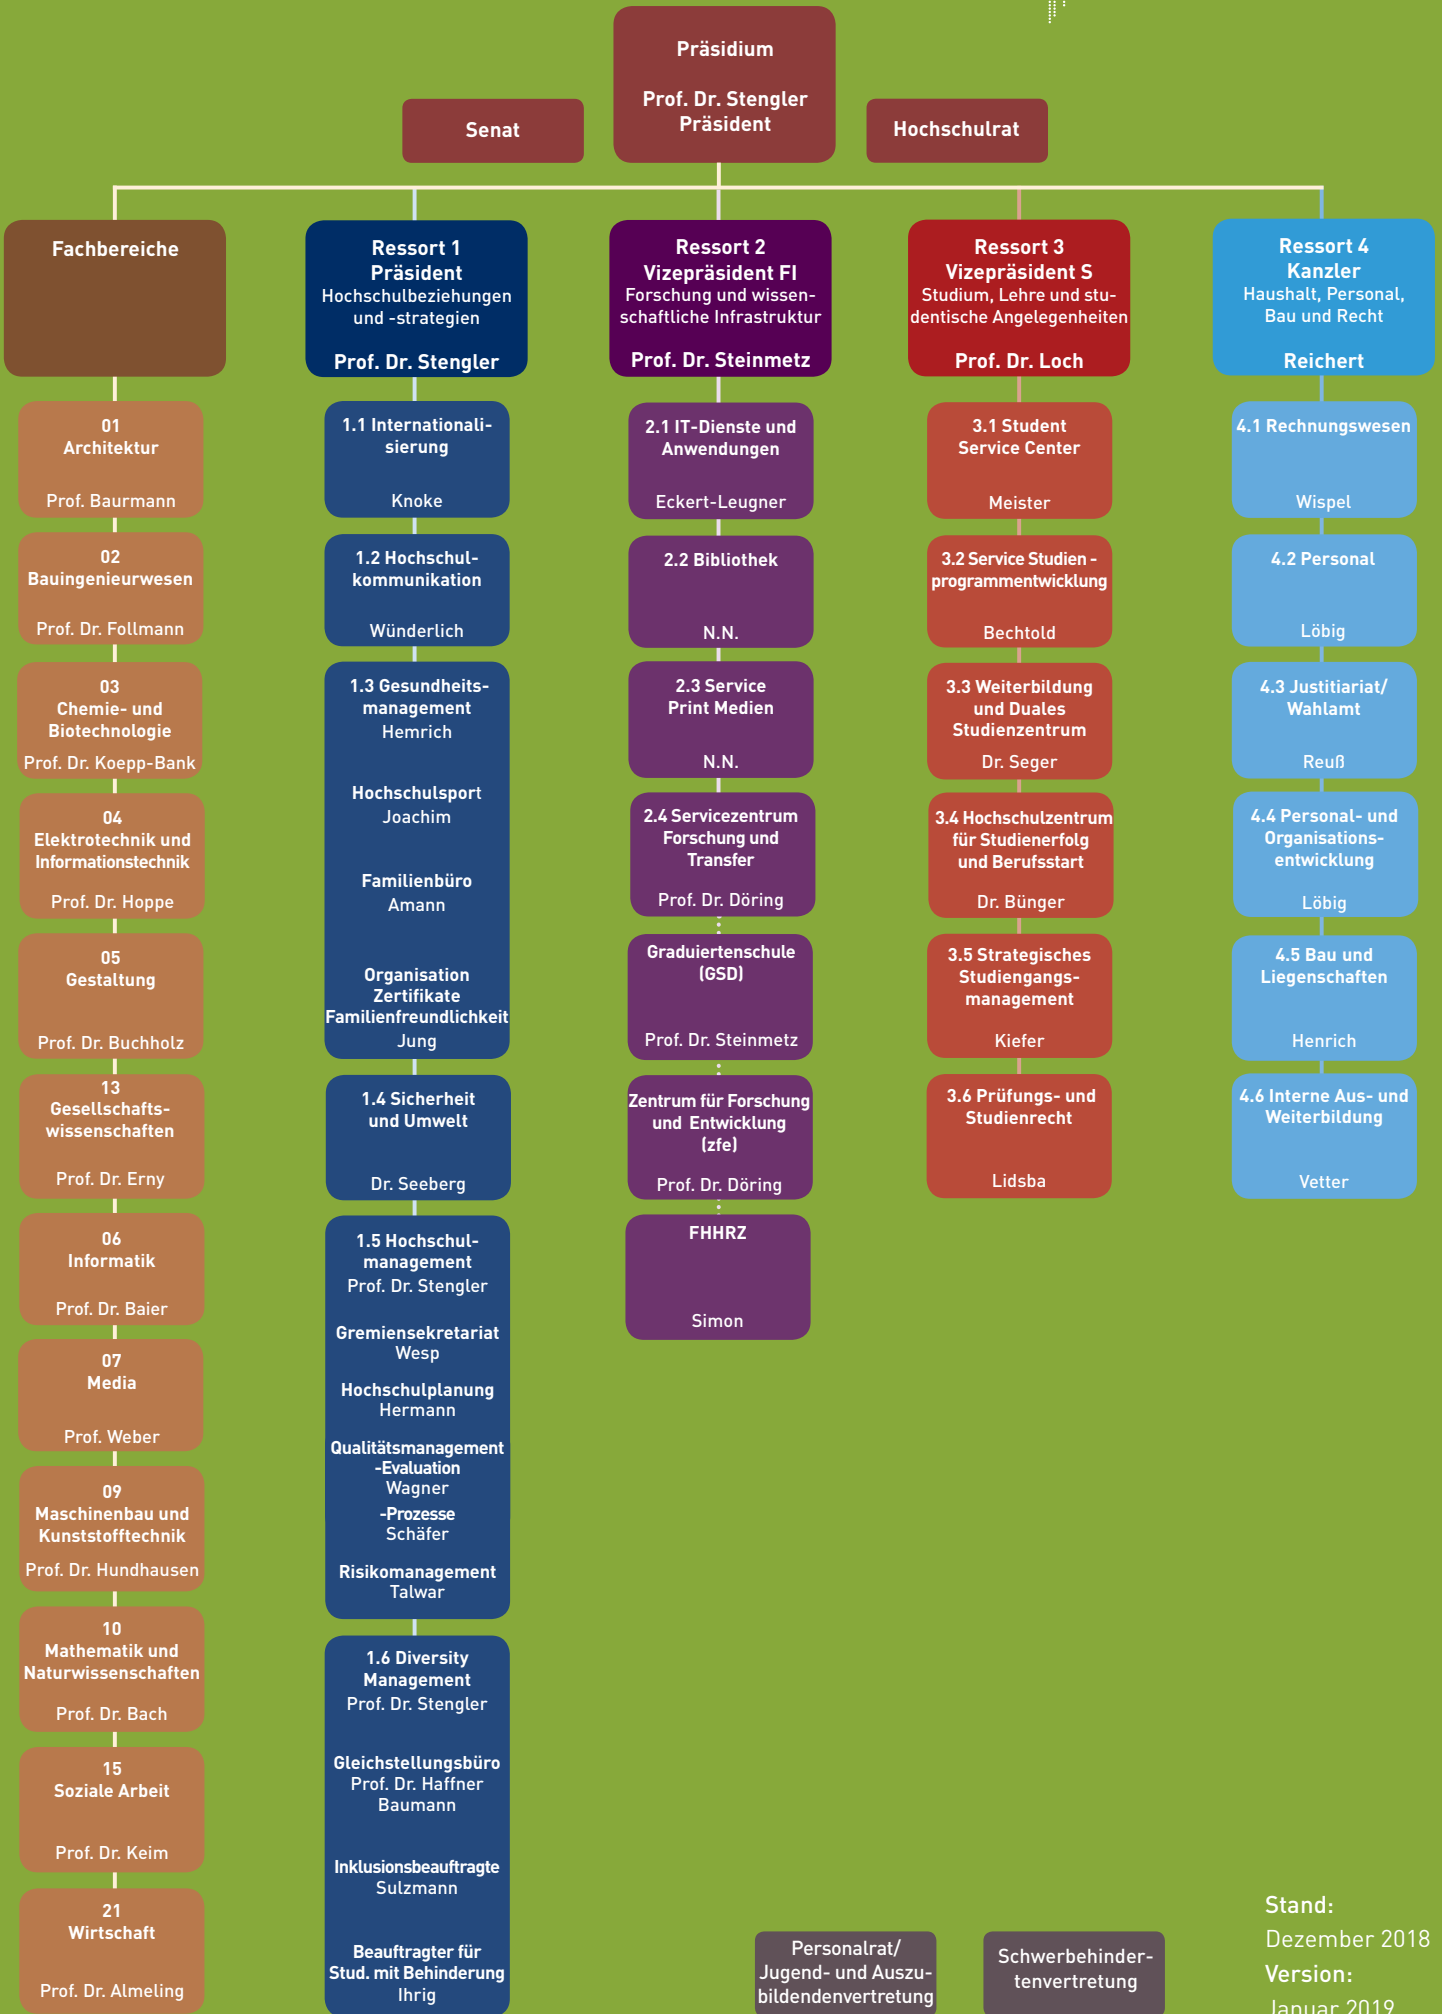 Präsidium
Prof. Dr. Stengler
Präsident
Senat
Hochschulrat
Fachbereiche
01
Architektur
Prof. Baurmann
02
Bauingenieurwesen
Prof. Dr. Follmann
03
Chemie- und
Biotechnologie
Prof. Dr. Koepp-Bank
04
Elektrotechnik und
Informationstechnik
Prof. Dr. Hoppe
05
Gestaltung
Prof. Dr. Buchholz
13
Gesellschafts-
wissenschaften
Prof. Dr. Erny
06
Informatik
Prof. Dr. Baier
07
Media
Prof. Weber
09
Maschinenbau und
Kunststofftechnik
Prof. Dr. Hundhausen
10
Mathematik und
Naturwissenschaften
Prof. Dr. Bach
15
Soziale Arbeit
Prof. Dr. Keim
21
Wirtschaft
Prof. Dr. Almeling
Ressort 1
Präsident
Hochschulbeziehungen
und -strategien
Prof. Dr. Stengler
1.1 Internationali-
sierung
Knoke
1.2 Hochschul-
kommunikation
Wünderlich
1.3 Gesundheits-
management
Hemrich
Hochschulsport
Joachim
Familienbüro
Amann
Organisation
Zertifikate
Familienfreundlichkeit
Jung
1.4 Sicherheit
und Umwelt
Dr. Seeberg
1.5 Hochschul-
management
Prof. Dr. Stengler
Gremiensekretariat
Wesp
Hochschulplanung
Hermann
Qualitätsmanagement
-Evaluation
Wagner
-Prozesse
Schäfer
Risikomanagement
Talwar
1.6 Diversity
Management
Prof. Dr. Stengler
Gleichstellungsbüro
Prof. Dr. Haffner
Baumann
Inklusionsbeauftragte
Sulzmann
Beauftragter für
Stud. mit Behinderung
Ihrig
Ressort 2
Vizepräsident FI
Forschung und wissen-
schaftliche Infrastruktur
Prof. Dr. Steinmetz
2.1 IT-Dienste und
Anwendungen
Eckert-Leugner
2.2 Bibliothek
N.N.
2.3 Service
Print Medien
N.N.
2.4 Servicezentrum
Forschung und
Transfer
Prof. Dr. Döring
Graduiertenschule
(GSD)
Prof. Dr. Steinmetz
Zentrum für Forschung
und Entwicklung
(zfe)
Prof. Dr. Döring
FHHRZ
Simon
Ressort 3
Vizepräsident S
Studium, Lehre und stu-
dentische Angelegenheiten
Prof. Dr. Loch
3.1 Student
Service Center
Meister
3.2 Service Studien -
programmentwicklung
Bechtold
3.3 Weiterbildung
und Duales
Studienzentrum
Dr. Seger
3.4 Hochschulzentrum
für Studienerfolg
und Berufsstart
Dr. Bünger
3.5 Strategisches
Studiengangs-
management
Kiefer
3.6 Prüfungs- und
Studienrecht
Lidsba
Ressort 4
Kanzler
Haushalt, Personal,
Bau und Recht
Reichert
4.1 Rechnungswesen
Wispel
4.2 Personal
Löbig
4.3 Justitiariat/
Wahlamt
Reuß
4.4 Personal- und
Organisations-
entwicklung
Löbig
4.5 Bau und
Liegenschaften
Henrich
4.6 Interne Aus- und
Weiterbildung
Vetter
Personalrat/
Jugend- und Auszu-
bildendenvertretung
Schwerbehinder-
tenvertretung
Stand:
Dezember 2018
Version:
Januar 2019